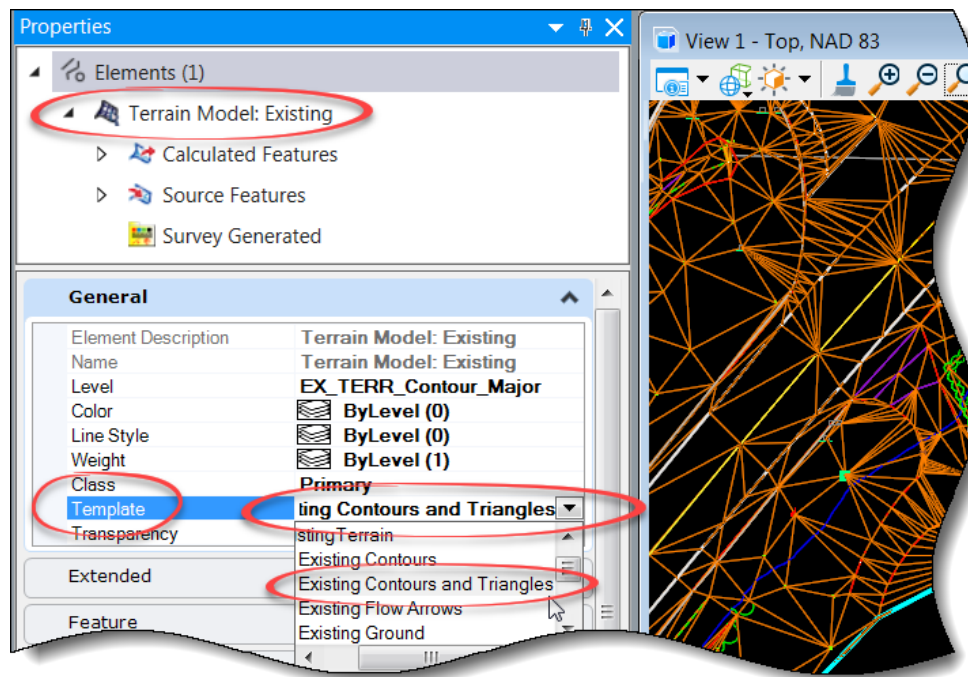 Properties
Elements (1)
Terrain Model: Existing
Calculated Features
Source Features
Survey Generated
General
Element Description Terrain Model: Existing
Name Terrain Model: Existing
Level EX_TERR_Contour_Major
Color ByLevel (0)
Line Style ByLevel (0)
Weight ByLevel (1)
Class Primary
Template ting Contours and Triangles
Transparency
sting Terrain
Existing Contours
Existing Contours and Triangles
Existing Flow Arrows
Existing Ground
Extended
Feature
View 1 - Top, NAD 83